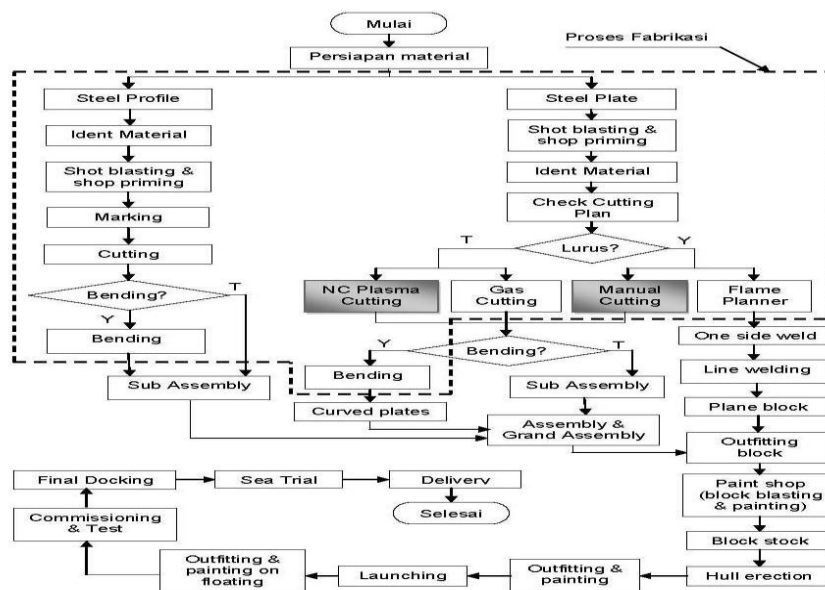 Mulai
Persiapan material
Proses Fabrikasi
Steel Profile
Ident Material
Shot blasting &
shop priming
Marking
Cutting
Bending?
T
Y
Bending
Sub Assembly
Steel Plate
Shot blasting &
shop priming
Ident Material
Check Cutting
Plan
Lurus?
T
Y
NC Plasma
Cutting
Gas
Cutting
Manual
Cutting
Flame
Planner
Bending?
Y
T
Bending
Curved plates
Sub Assembly
Assembly &
Grand Assembly
One side weld
Line welding
Plane block
Outfitting
block
Paint shop
(block blasting
& painting)
Block stock
Hull erection
Outfitting &
painting
Launching
Outfitting &
painting on
floating
Commissioning
& Test
Final Docking
Sea Trial
Delivery
Selesai